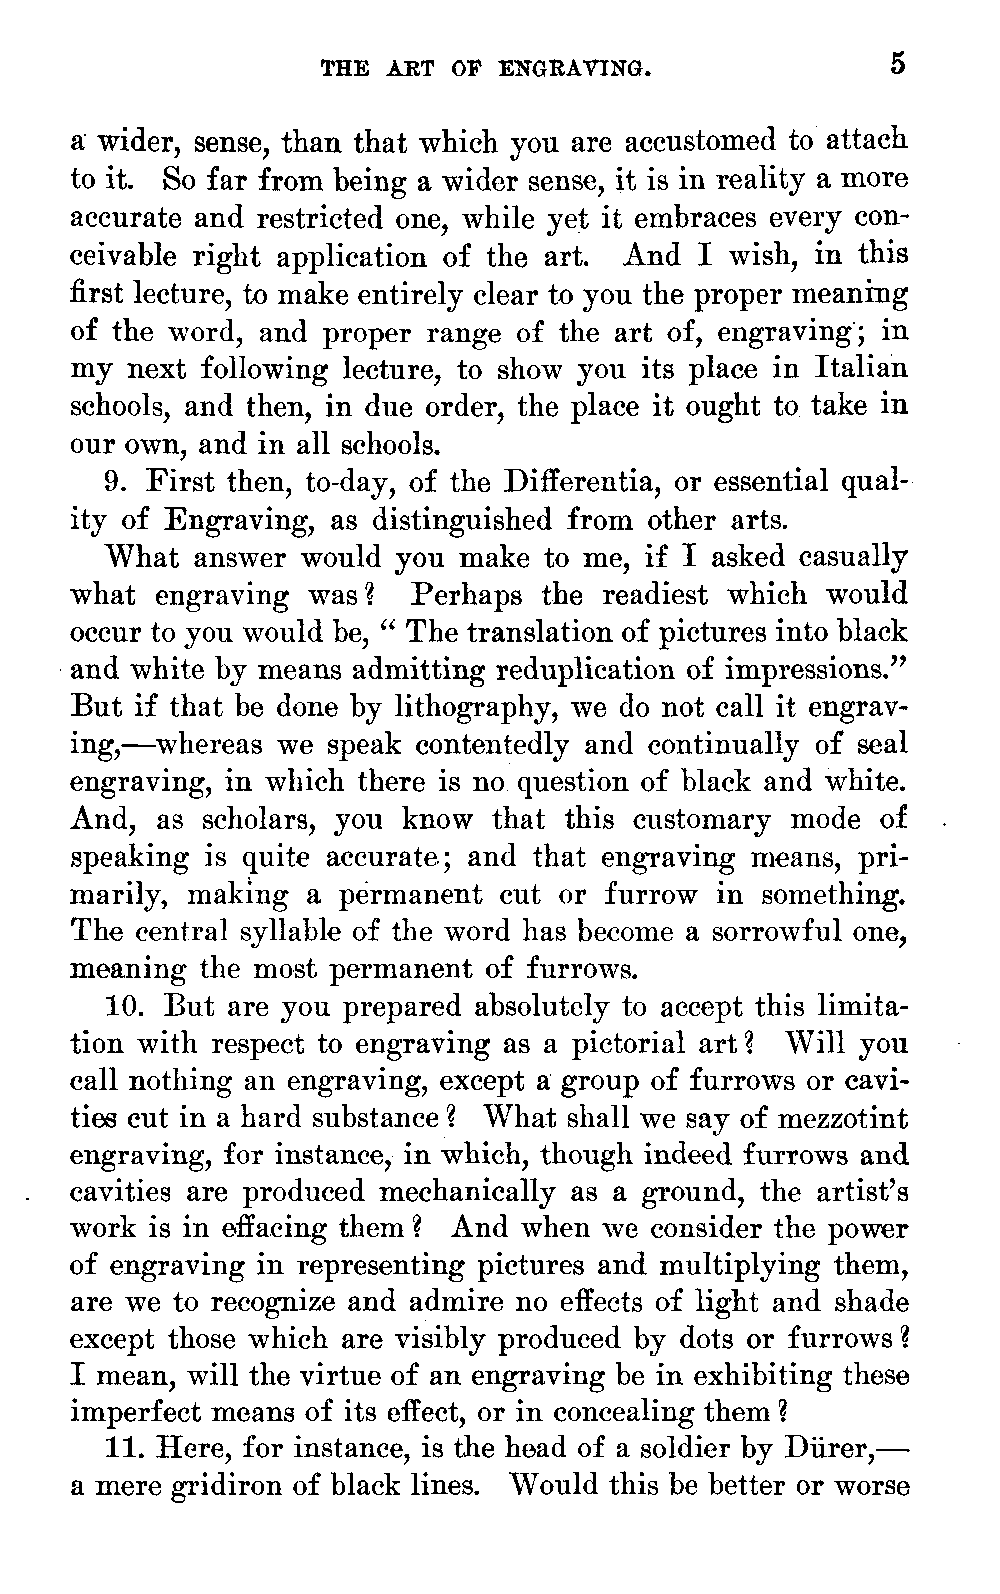 THE ART OF ENGRAVING. 5
a wider, sense, than that which you are accustomed to attach
to it. So far from being a wider sense, it is in reality a more
accurate and restricted one, while yet it embraces every con-
ceivable right application of the art. And I wish, in this
first lecture, to make entirely clear to you the proper meaning
of the word, and proper range of the art of, engraving; in
my next following lecture, to show you its place in Italian
schools, and then, in due order, the place it ought to take in
our own, and in all schools.
9. First then, to-day, of the Differentia, or essential qual-
ity of Engraving, as distinguished from other arts.
What answer would you make to me, if I asked casually
what engraving was? Perhaps the readiest which would
occur to you would be, “ The translation of pictures into black
and white by means admitting reduplication of impressions.”
But if that be done by lithography, we do not call it engrav-
ing,—whereas we speak contentedly and continually of seal
engraving, in which there is no question of black and white.
And, as scholars, you know that this customary mode of
speaking is quite accurate; and that engraving means, pri-
marily, making a permanent cut or furrow in something.
The central syllable of the word has become a sorrowful one,
meaning the most permanent of furrows.
10. But are you prepared absolutely to accept this limita-
tion with respect to engraving as a pictorial art? Will you
call nothing an engraving, except a group of furrows or cavi-
ties cut in a hard substance? What shall we say of mezzotint
engraving, for instance, in which, though indeed furrows and
cavities are produced mechanically as a ground, the artist’s
work is in effacing them? And when we consider the power
of engraving in representing pictures and multiplying them,
are we to recognize and admire no effects of light and shade
except those which are visibly produced by dots or furrows?
I mean, will the virtue of an engraving be in exhibiting these
imperfect means of its effect, or in concealing them?
11. Here, for instance, is the head of a soldier by Dürer,—
a mere gridiron of black lines. Would this be better or worse